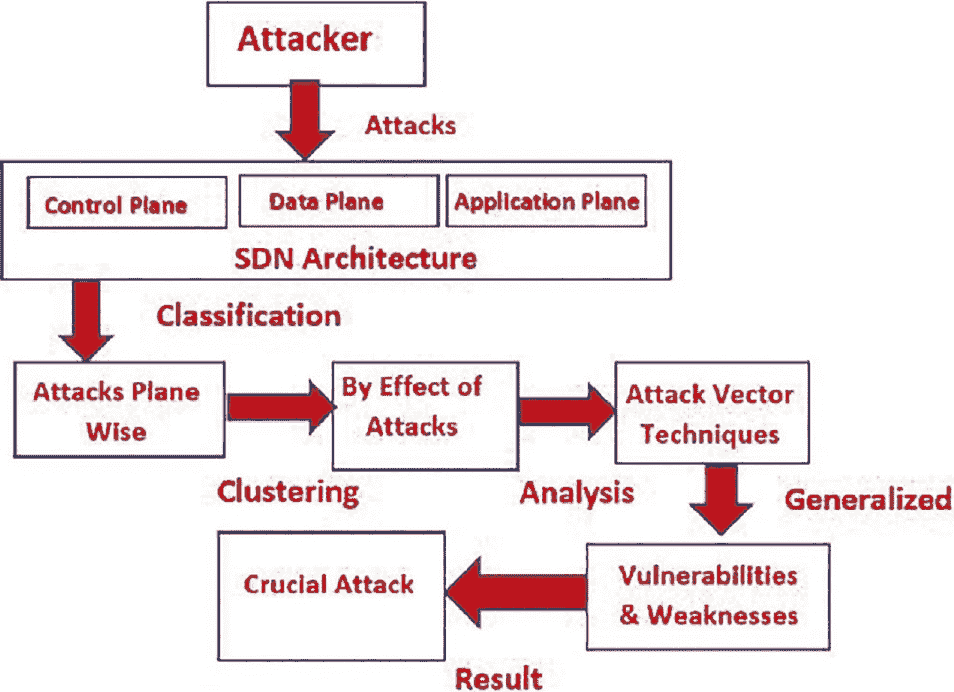 Attacker
Attacks
Control Plane
Data Plane
Application Plane
SDN Architecture
Classification
Attacks Plane
Wise
By Effect of
Attacks
Attack Vector
Techniques
Clustering
Analysis
Generalized
Crucial Attack
Vulnerabilities
& Weaknesses
Result